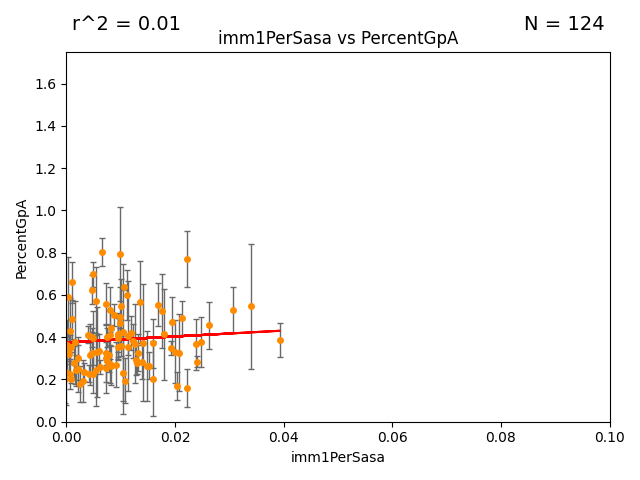 r^2 = 0.01
N = 124
imm1PerSasa vs PercentGpA
PercentGpA
1.6
1.4
1.2
1.0
0.8
0.6
0.4
0.2
0.0
0.00 0.02 0.04 0.06 0.08 0.10
imm1PerSasa